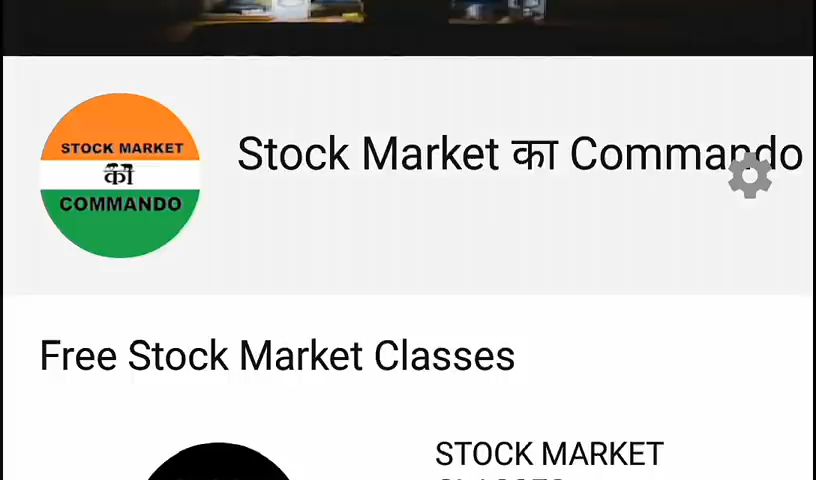 STOCK MARKET
का
COMMANDO
Stock Market का Commando
Free Stock Market Classes
STOCK MARKET